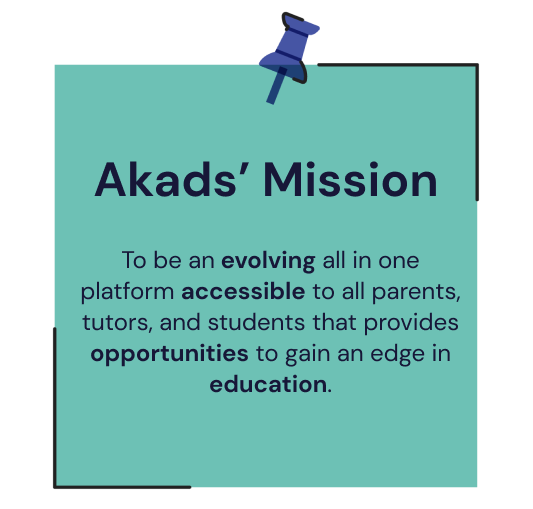 Akads’ Mission
To be an evolving all in one
platform accessible to all parents,
tutors, and students that provides
opportunities to gain an edge in
education.